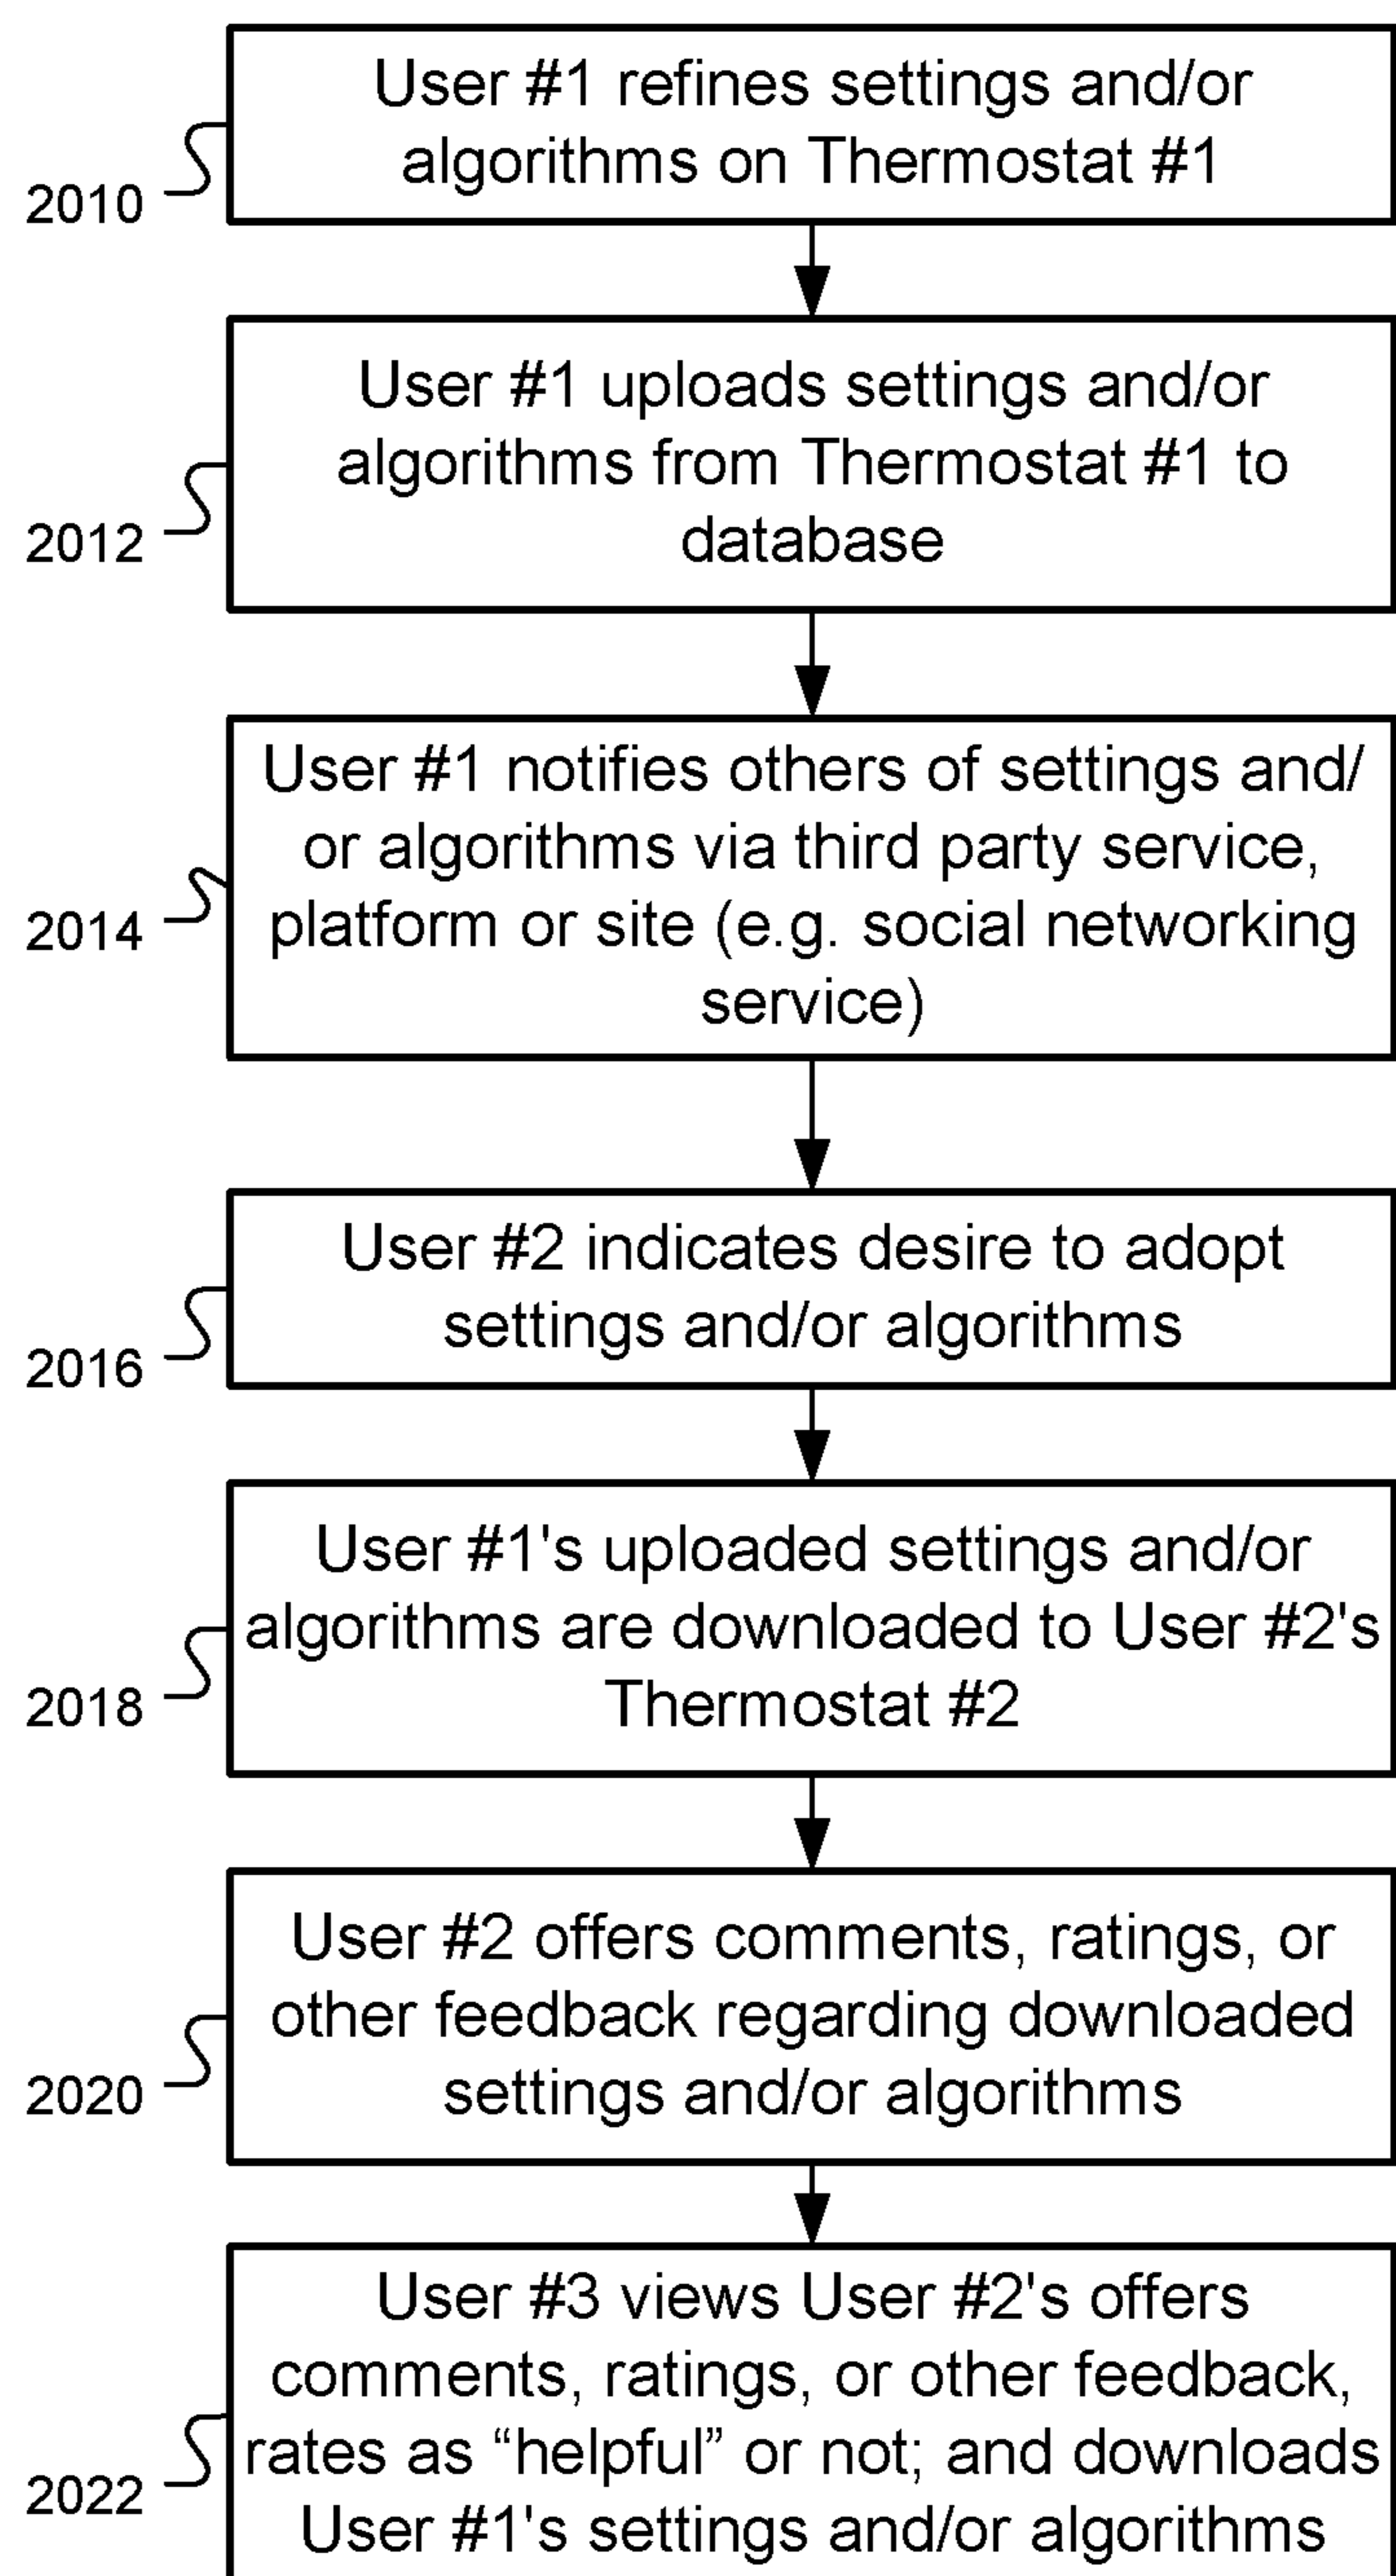 User #1 refines settings and/or
algorithms on Thermostat #1
2010
User #1 uploads settings and/or
algorithms from Thermostat #1 to
database
2012
User #1 notifies others of settings and/
or algorithms via third party service,
platform or site (e.g. social networking
service)
2014
User #2 indicates desire to adopt
settings and/or algorithms
2016
User #1's uploaded settings and/or
algorithms are downloaded to User #2's
Thermostat #2
2018
User #2 offers comments, ratings, or
other feedback regarding downloaded
settings and/or algorithms
2020
User #3 views User #2's offers
comments, ratings, or other feedback,
rates as “helpful” or not; and downloads
User #1's settings and/or algorithms
2022